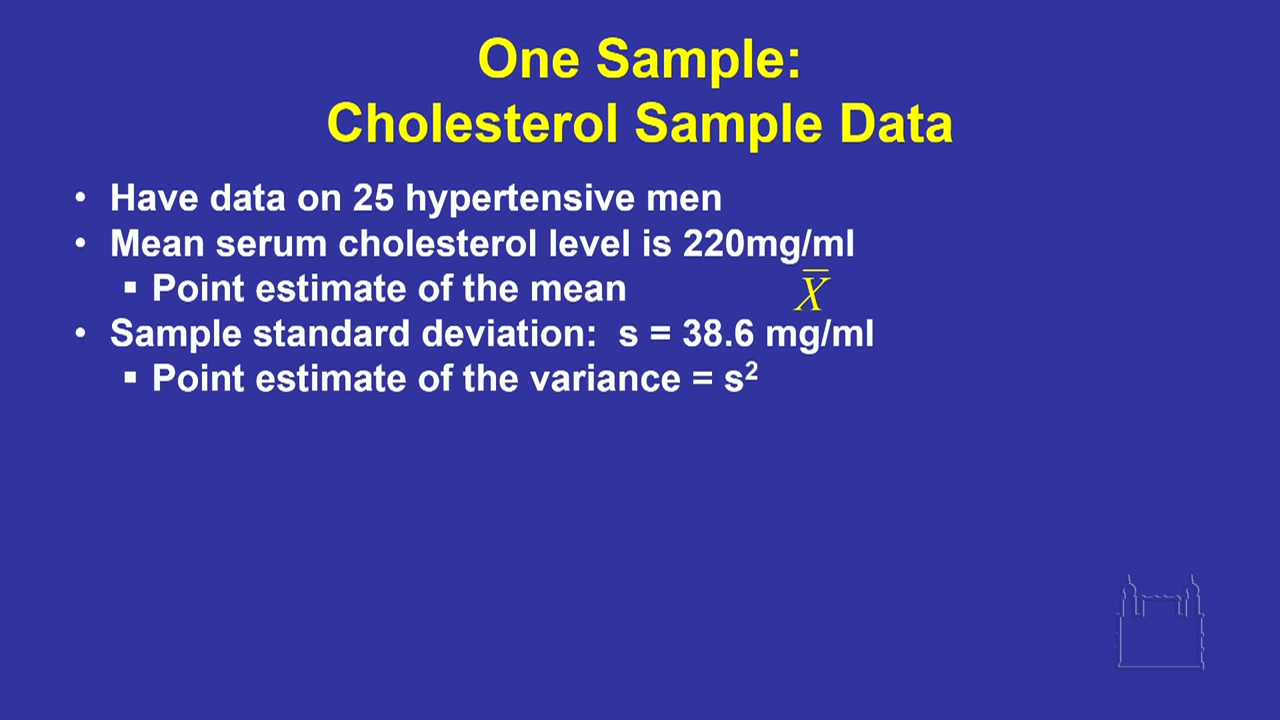 One Sample:
Cholesterol Sample Data
• Have data on 25 hypertensive men
• Mean serum cholesterol level is 220mg/ml
▪ Point estimate of the mean X̅
• Sample standard deviation: s = 38.6 mg/ml
▪ Point estimate of the variance = s²